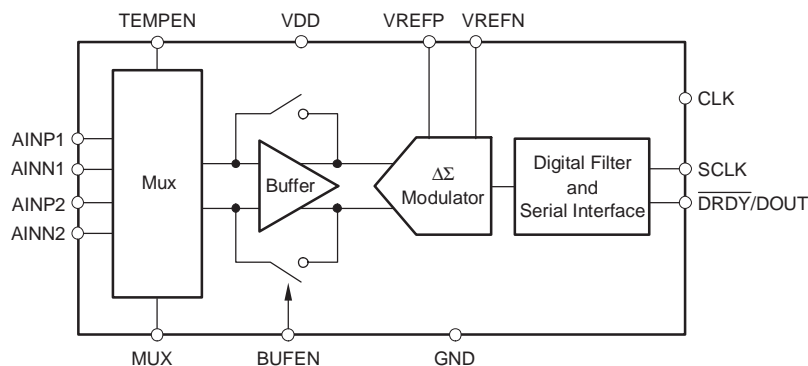 TEMPEN
VDD
VREFP
VREFN
CLK
AINP1
AINN1
AINP2
AINN2
Mux
Buffer
ΔΣ
Modulator
Digital Filter
and
Serial Interface
SCLK
DRDY/DOUT
MUX
BUFEN
GND